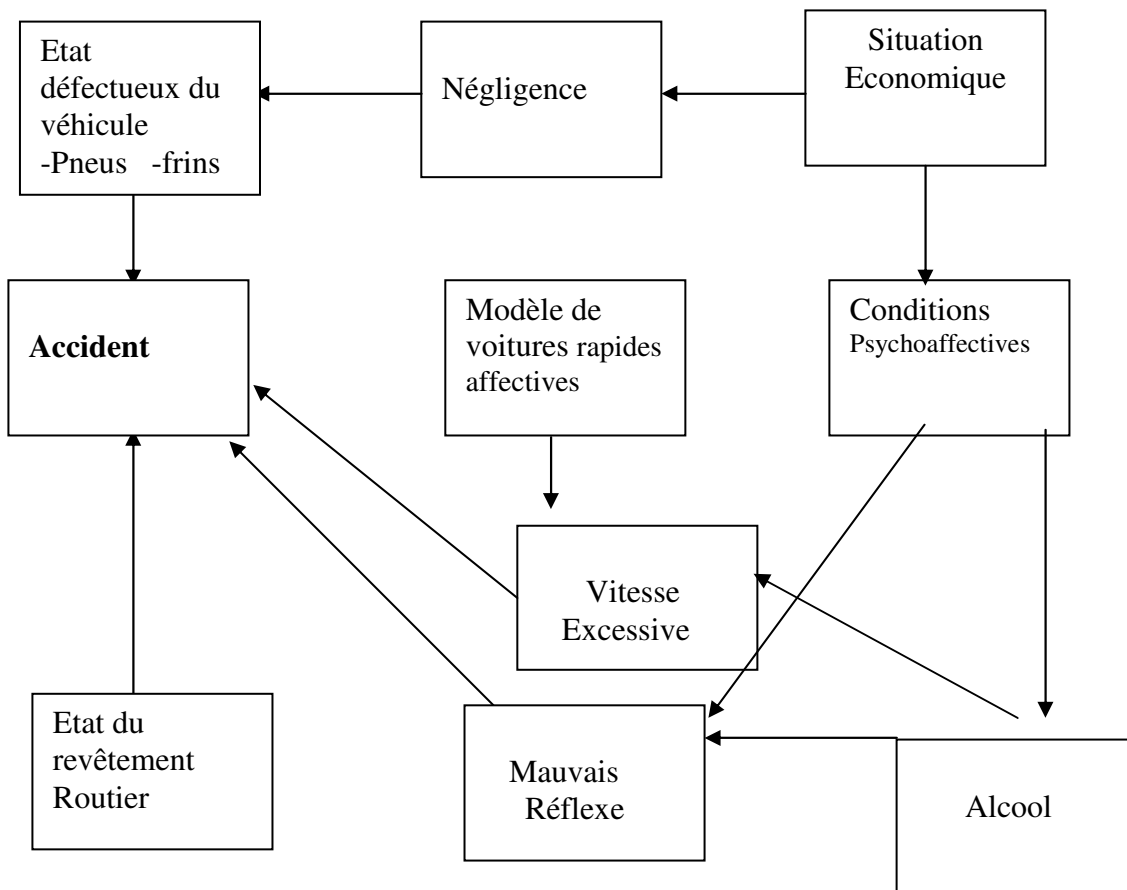 Etat
défectueux du
véhicule
-Pneus -frins
Négligence
Situation
Economique
Accident
Modèle de
voitures rapides
affectives
Conditions
Psychoaffectives
Vitesse
Excessive
Etat du
revêtement
Routier
Mauvais
Réflexe
Alcool